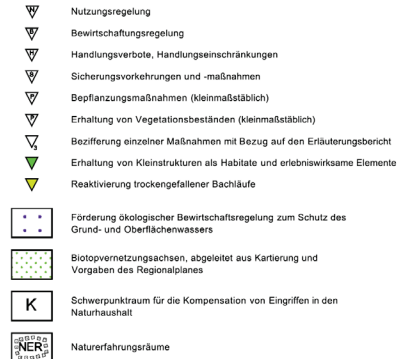 N Nutzungsregelung
B Bewirtschaftungsregelung
H Handlungsverbote, Handlungseinschränkungen
S Sicherungsvorkehrungen und -maßnahmen
P Bepflanzungsmaßnahmen (kleinmaßstäblich)
Erhaltung von Vegetationsbeständen (kleinmaßstäblich)
3 Bezifferung einzelner Maßnahmen mit Bezug auf den Erläuterungsbericht
Erhaltung von Kleinstrukturen als Habitate und erlebniswirksame Elemente
Reaktivierung trockengefallener Bachläufe
Förderung ökologischer Bewirtschaftsregelung zum Schutz des
Grund- und Oberflächenwassers
Biotopvernetzungsachsen, abgeleitet aus Kartierung und
Vorgaben des Regionalplanes
K Schwerpunktraum für die Kompensation von Eingriffen in den
Naturhaushalt
NER Naturerfahrungsräume